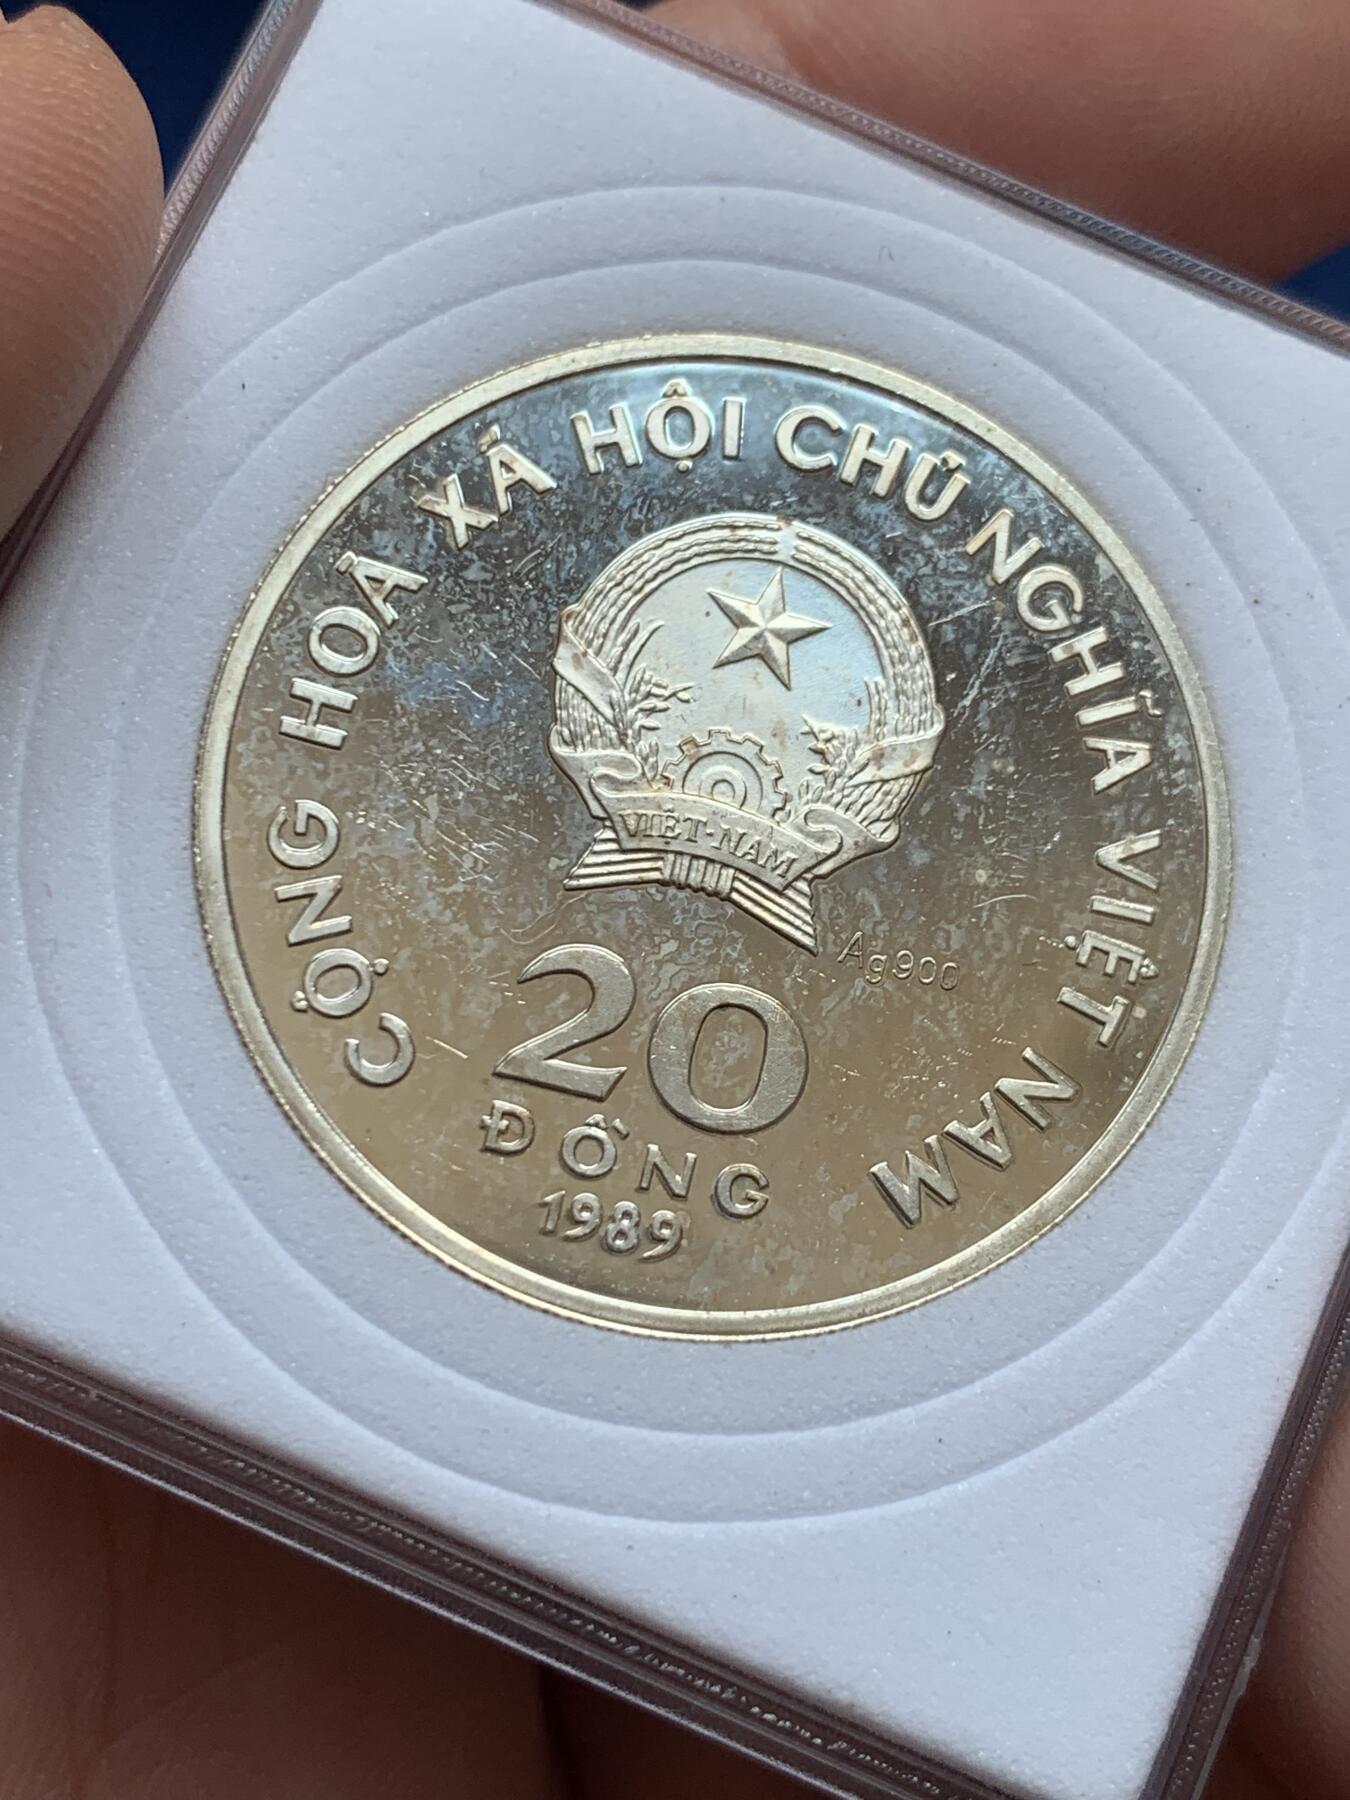 CỘNG HOÀ XÃ HỘI CHỦ NGHĨA VIỆT NAM
VIỆT-NAM
Ag900
20
ĐỒNG
1989